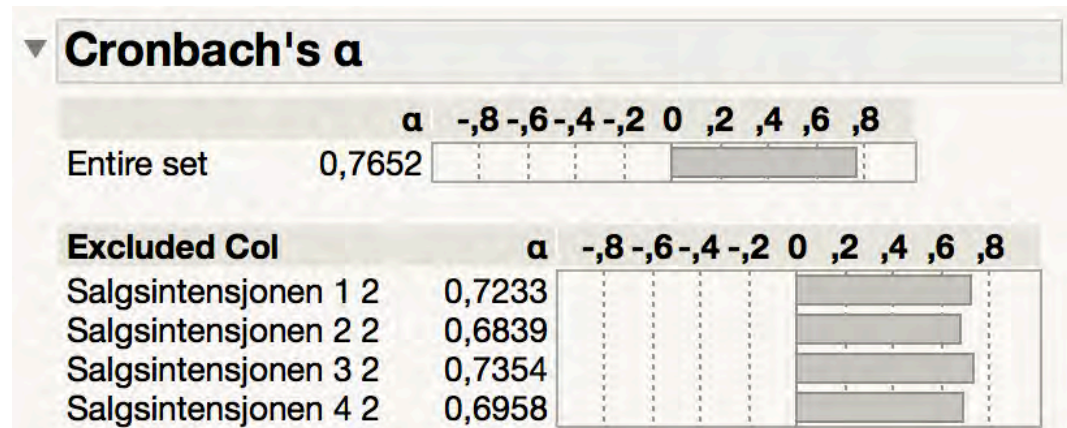 Cronbach's α
α -,8 -,6 -,4 -,2 0 ,2 ,4 ,6 ,8
Entire set 0,7652
Excluded Col α -,8 -,6 -,4 -,2 0 ,2 ,4 ,6 ,8
Salgsintensjonen 1 2 0,7233
Salgsintensjonen 2 2 0,6839
Salgsintensjonen 3 2 0,7354
Salgsintensjonen 4 2 0,6958